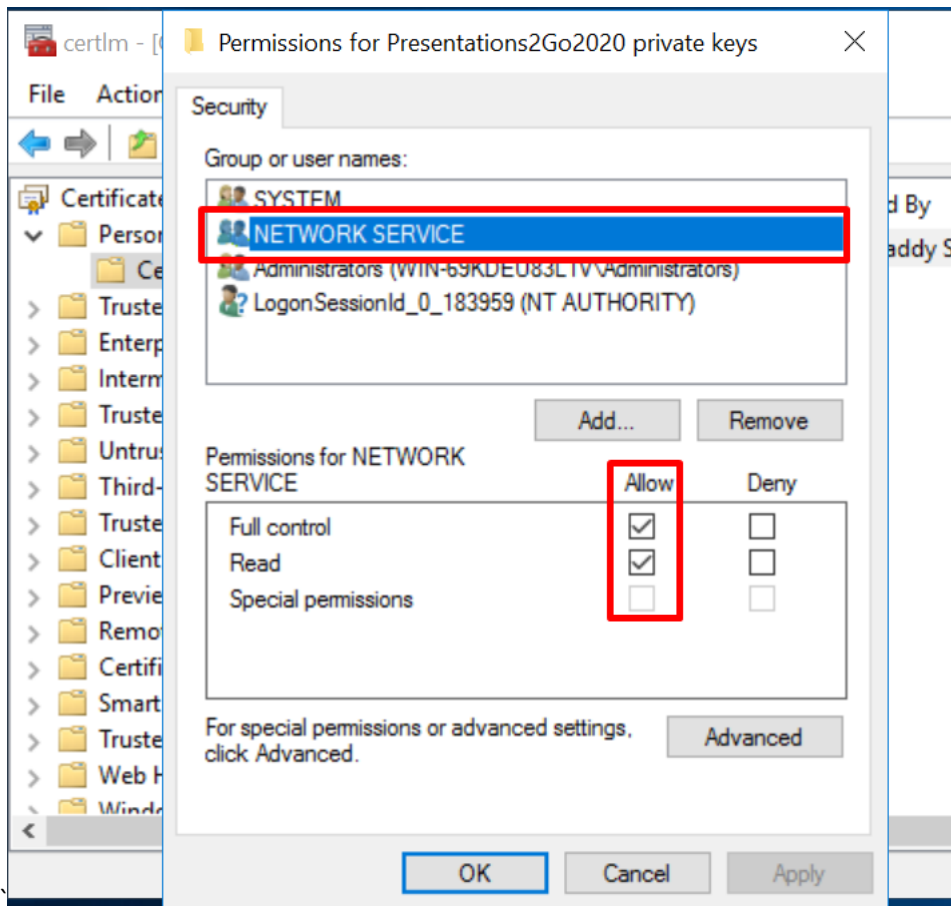 certlm - [
Permissions for Presentations2Go2020 private keys
File Action
Security
Group or user names:
SYSTEM
NETWORK SERVICE
Administrators (WIN-69KDEU83L1V\Administrators)
LogonSessionId_0_183959 (NT AUTHORITY)
Add... Remove
Permissions for NETWORK
SERVICE
Allow Deny
Full control
Read
Special permissions
For special permissions or advanced settings,
click Advanced.
Advanced
OK Cancel Apply
Certificate
Person
Ce
Truste
Enterp
Interm
Truste
Untrus
Third-
Truste
Client
Previe
Remo
Certifi
Smart
Truste
Web H
Windo
d By
addy S